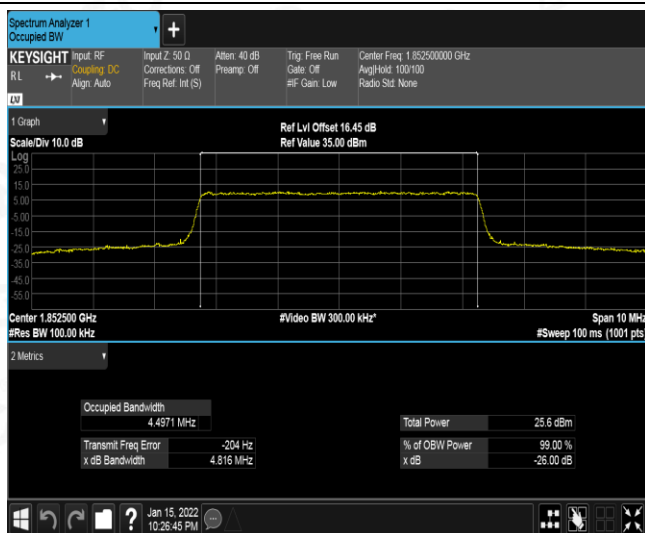 Spectrum Analyzer 1
Occupied BW
+
KEYSIGHT Input: RF Input Z: 50 Ω Atten: 40 dB Trig: Free Run Center Freq: 1.852500000 GHz
R L Coupling: DC Corrections: Off Preamp: Off Gate: Off Avg|Hold: 100/100
Align: Auto Freq Ref: Int (S) #IF Gain: Low Radio Std: None
LXI
1 Graph
Ref Lvl Offset 16.45 dB
Scale/Div 10.0 dB Ref Value 35.00 dBm
Log
25.0
15.0
5.00
-5.00
-15.0
-25.0
-35.0
-45.0
-55.0
Center 1.852500 GHz #Video BW 300.00 kHz* Span 10 MHz
#Res BW 100.00 kHz #Sweep 100 ms (1001 pts)
2 Metrics
Occupied Bandwidth
4.4971 MHz Total Power 25.6 dBm
Transmit Freq Error -204 Hz % of OBW Power 99.00 %
x dB Bandwidth 4.816 MHz x dB -26.00 dB
?
Jan 15, 2022
10:26:45 PM